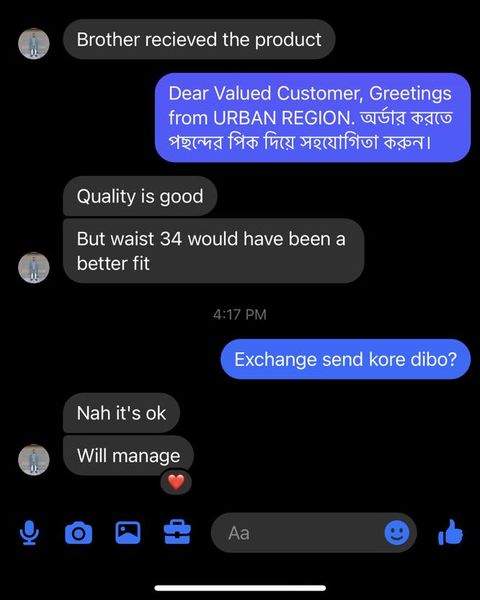 Brother recieved the product
Dear Valued Customer, Greetings
from URBAN REGION. অর্ডার করতে
পছন্দের পিক দিয়ে সহযোগিতা করুন।
Quality is good
But waist 34 would have been a
better fit
4:17 PM
Exchange send kore dibo?
Nah it's ok
Will manage
Aa